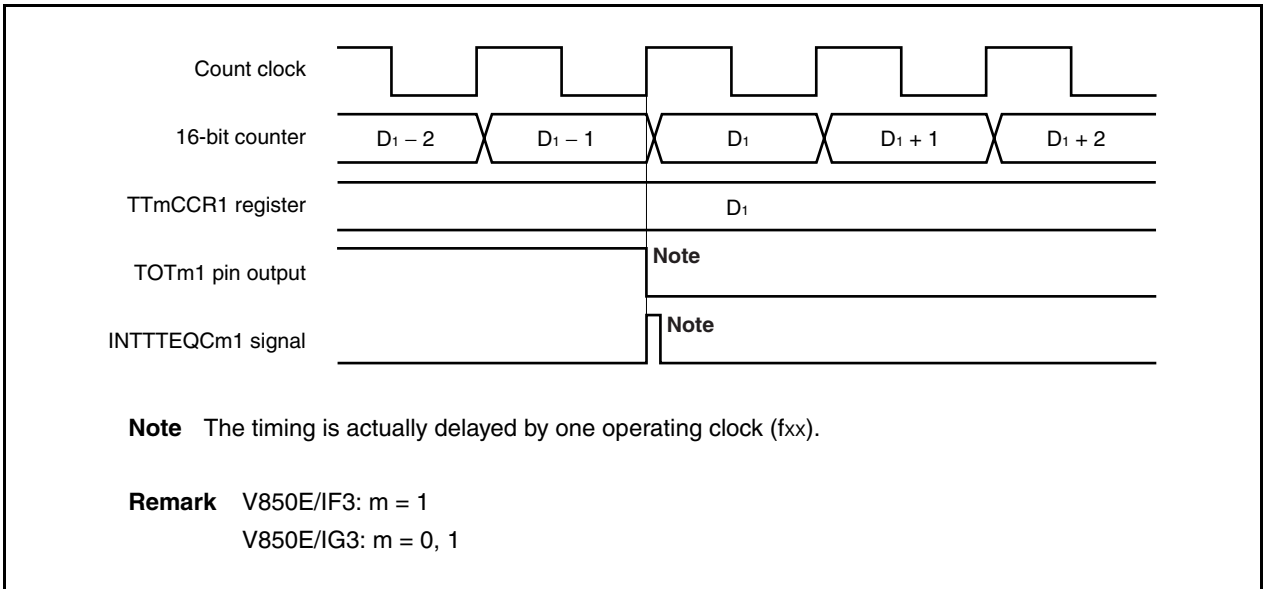 Count clock
16-bit counter D₁ − 2 D₁ − 1 D₁ D₁ + 1 D₁ + 2
TTmCCR1 register D₁
TOTm1 pin output Note
INTTTEQCm1 signal Note
Note The timing is actually delayed by one operating clock (fxx).
Remark V850E/IF3: m = 1
V850E/IG3: m = 0, 1